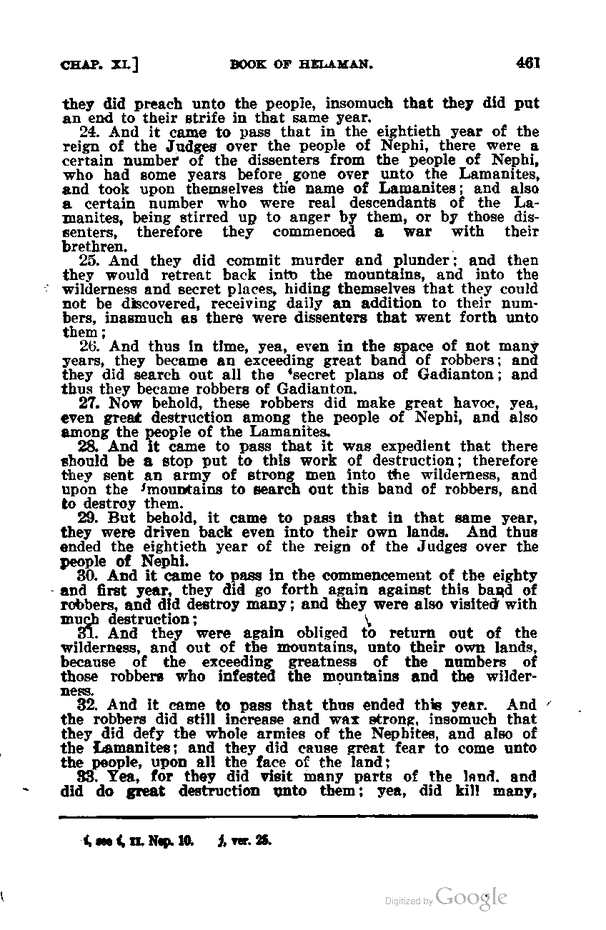 CHAP. XI.] BOOK OF HELAMAN. 461
they did preach unto the people, insomuch that they did put
an end to their strife in that same year.
24. And it came to pass that in the eightieth year of the
reign of the Judges over the people of Nephi, there were a
certain number of the dissenters from the people of Nephi,
who had some years before gone over unto the Lamanites,
and took upon themselves the name of Lamanites; and also
a certain number who were real descendants of the La-
manites, being stirred up to anger by them, or by those dis-
senters, therefore they commenced a war with their
brethren.
25. And they did commit murder and plunder; and then
they would retreat back into the mountains, and into the
wilderness and secret places, hiding themselves that they could
not be discovered, receiving daily an addition to their num-
bers, inasmuch as there were dissenters that went forth unto
them;
26. And thus in time, yea, even in the space of not many
years, they became an exceeding great band of robbers; and
they did search out all the ⁱsecret plans of Gadianton; and
thus they became robbers of Gadianton.
27. Now behold, these robbers did make great havoc, yea,
even great destruction among the people of Nephi, and also
among the people of the Lamanites.
28. And it came to pass that it was expedient that there
should be a stop put to this work of destruction; therefore
they sent an army of strong men into the wilderness, and
upon the ʲmountains to search out this band of robbers, and
to destroy them.
29. But behold, it came to pass that in that same year,
they were driven back even into their own lands. And thus
ended the eightieth year of the reign of the Judges over the
people of Nephi.
30. And it came to pass in the commencement of the eighty
and first year, they did go forth again against this band of
robbers, and did destroy many; and they were also visited with
much destruction;
31. And they were again obliged to return out of the
wilderness, and out of the mountains, unto their own lands,
because of the exceeding greatness of the numbers of
those robbers who infested the mountains and the wilder-
ness.
32. And it came to pass that thus ended this year. And
the robbers did still increase and wax strong, insomuch that
they did defy the whole armies of the Nephites, and also of
the Lamanites; and they did cause great fear to come unto
the people, upon all the face of the land;
33. Yea, for they did visit many parts of the land, and
did do great destruction unto them; yea, did kill many,
i, see i, II. Nep. 10. j, ver. 25.
Digitized by Google